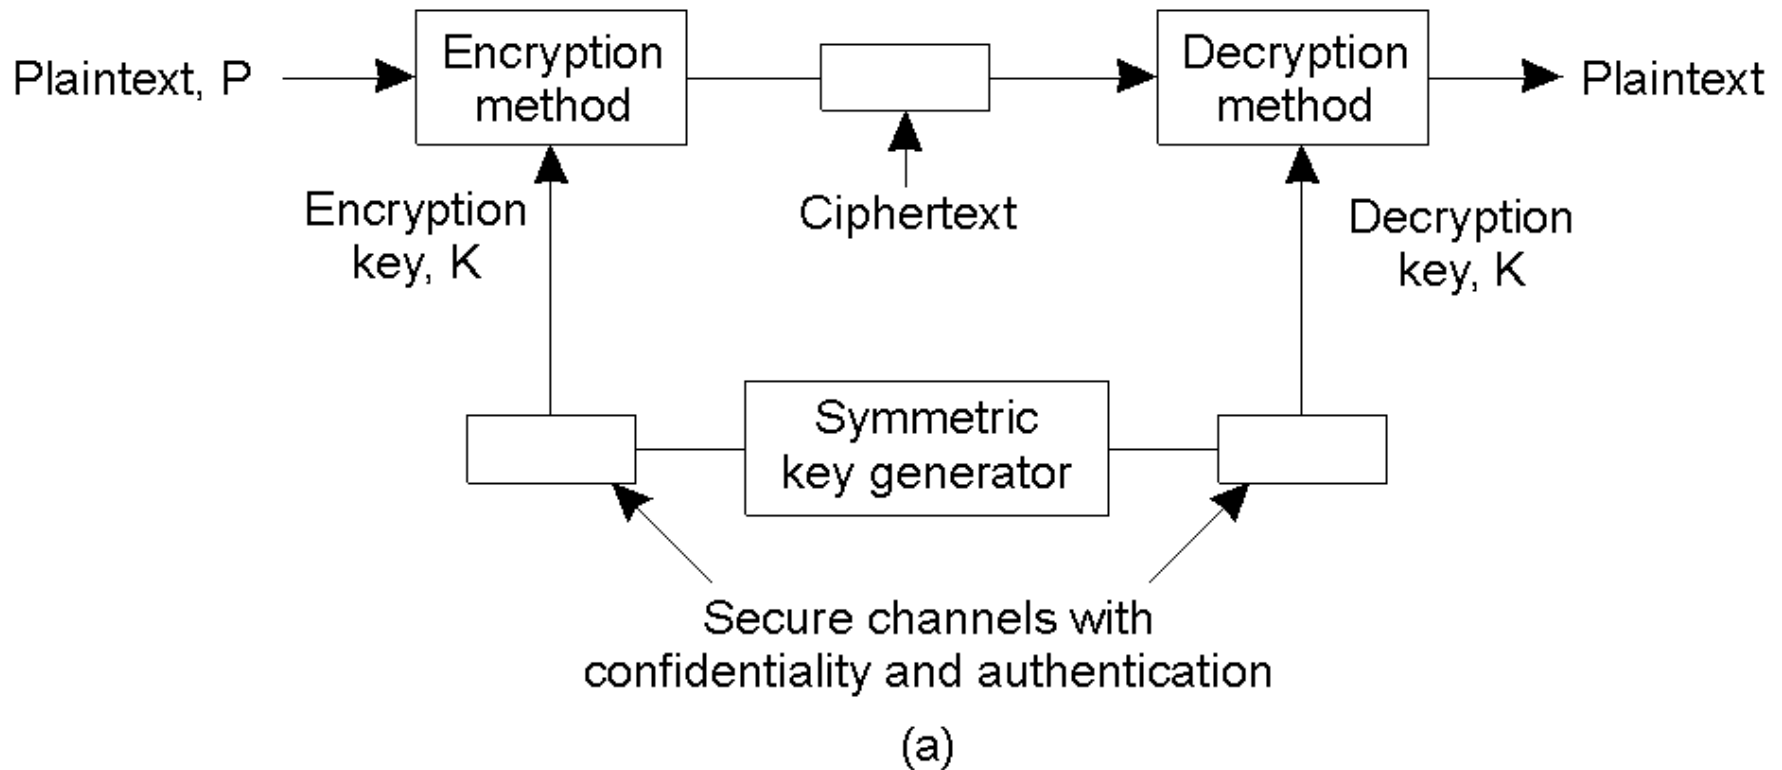 Plaintext, P
Encryption
method
Decryption
method
Plaintext
Encryption
key, K
Ciphertext
Decryption
key, K
Symmetric
key generator
Secure channels with
confidentiality and authentication
(a)